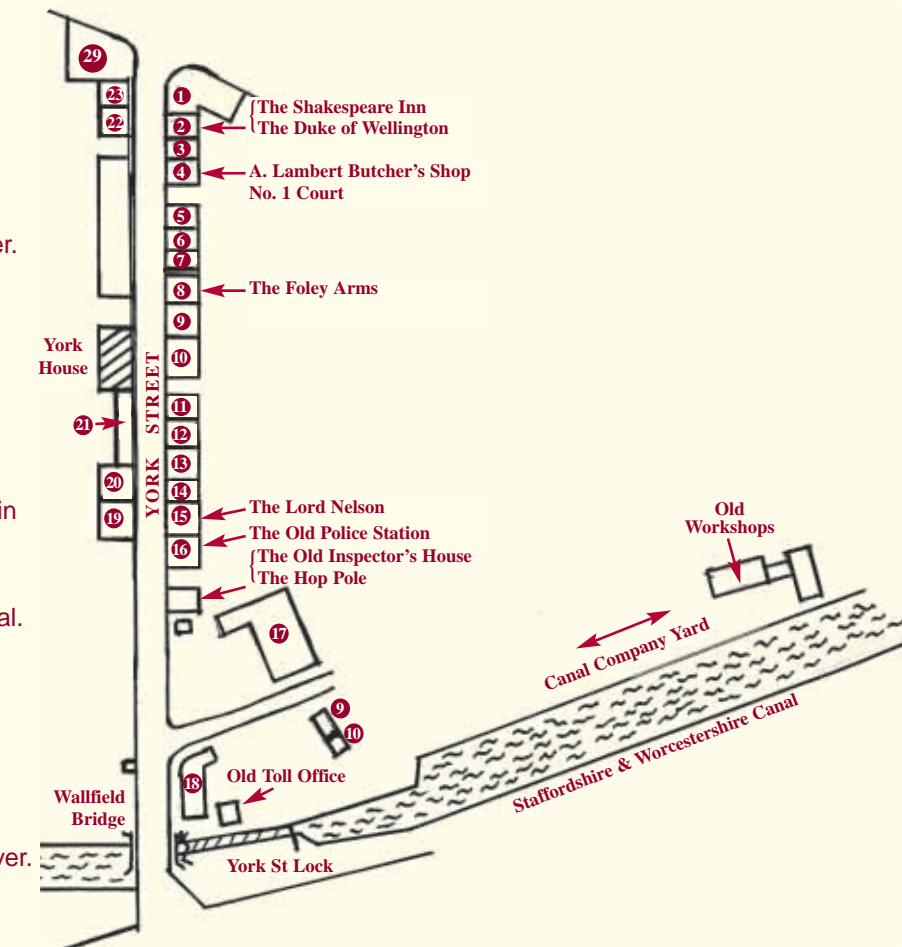 29
23
22
1
2
The Shakespeare Inn
The Duke of Wellington
3
4
A. Lambert Butcher's Shop
No. 1 Court
er.
5
6
7
8
The Foley Arms
9
York
House
10
YORK STREET
11
21
12
13
20
14
in
19
15
The Lord Nelson
16
The Old Police Station
The Old Inspector's House
The Hop Pole
Old
Workshops
al.
17
Canal Company Yard
9
10
Staffordshire & Worcestershire Canal
18
Old Toll Office
Wallfield
Bridge
yer.
York St Lock